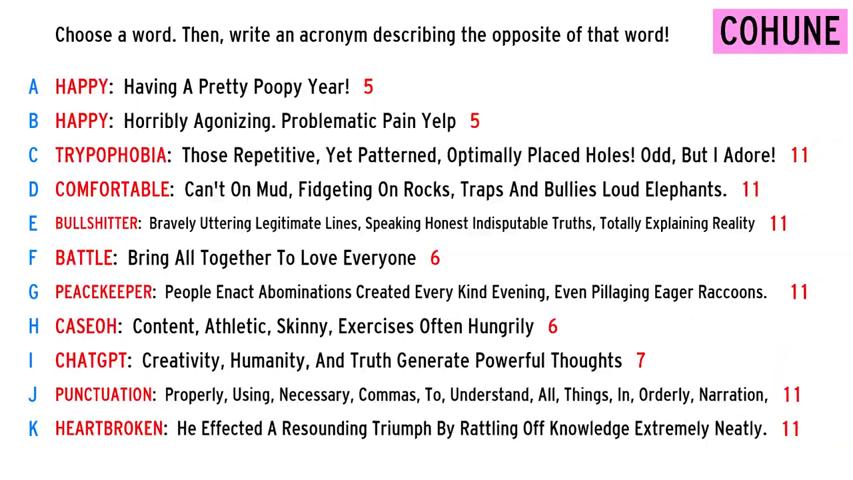 Choose a word. Then, write an acronym describing the opposite of that word!
COHUNE
A HAPPY: Having A Pretty Poopy Year! 5
B HAPPY: Horribly Agonizing. Problematic Pain Yelp 5
C TRYPOPHOBIA: Those Repetitive, Yet Patterned, Optimally Placed Holes! Odd, But I Adore! 11
D COMFORTABLE: Can't On Mud, Fidgeting On Rocks, Traps And Bullies Loud Elephants. 11
E BULLSHITTER: Bravely Uttering Legitimate Lines, Speaking Honest Indisputable Truths, Totally Explaining Reality 11
F BATTLE: Bring All Together To Love Everyone 6
G PEACEKEEPER: People Enact Abominations Created Every Kind Evening, Even Pillaging Eager Raccoons. 11
H CASEOH: Content, Athletic, Skinny, Exercises Often Hungrily 6
I CHATGPT: Creativity, Humanity, And Truth Generate Powerful Thoughts 7
J PUNCTUATION: Properly, Using, Necessary, Commas, To, Understand, All, Things, In, Orderly, Narration, 11
K HEARTBROKEN: He Effected A Resounding Triumph By Rattling Off Knowledge Extremely Neatly. 11